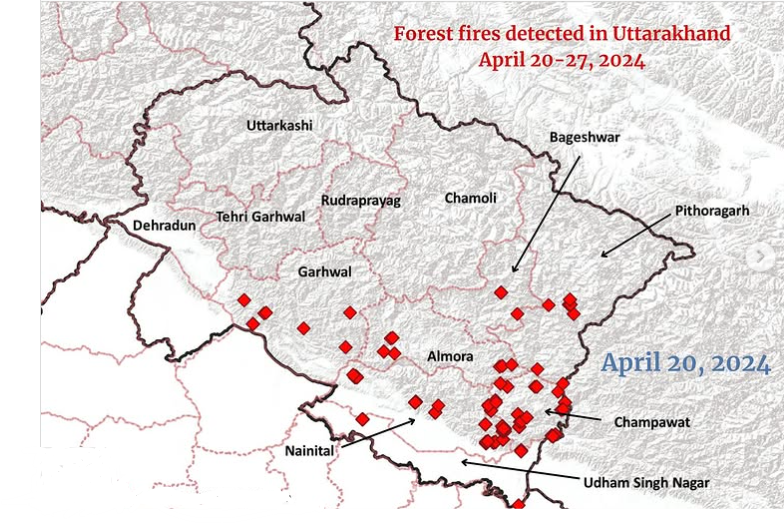 Forest fires detected in Uttarakhand
April 20-27, 2024
Uttarkashi
Bageshwar
Rudraprayag
Chamoli
Pithoragarh
Tehri Garhwal
Dehradun
Garhwal
Almora
April 20, 2024
Champawat
Nainital
Udham Singh Nagar